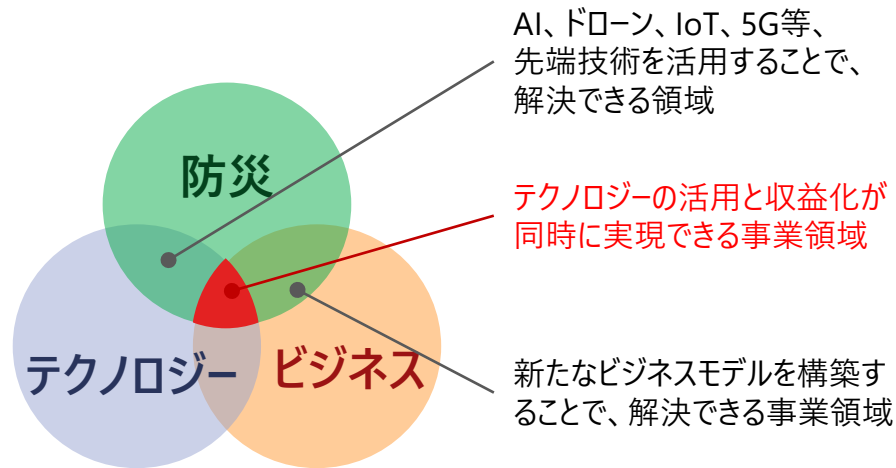 AI、ドローン、IoT、5G等、
先端技術を活用することで、
解決できる領域
防災
テクノロジーの活用と収益化が
同時に実現できる事業領域
テクノロジー
ビジネス
新たなビジネスモデルを構築す
ることで、解決できる事業領域